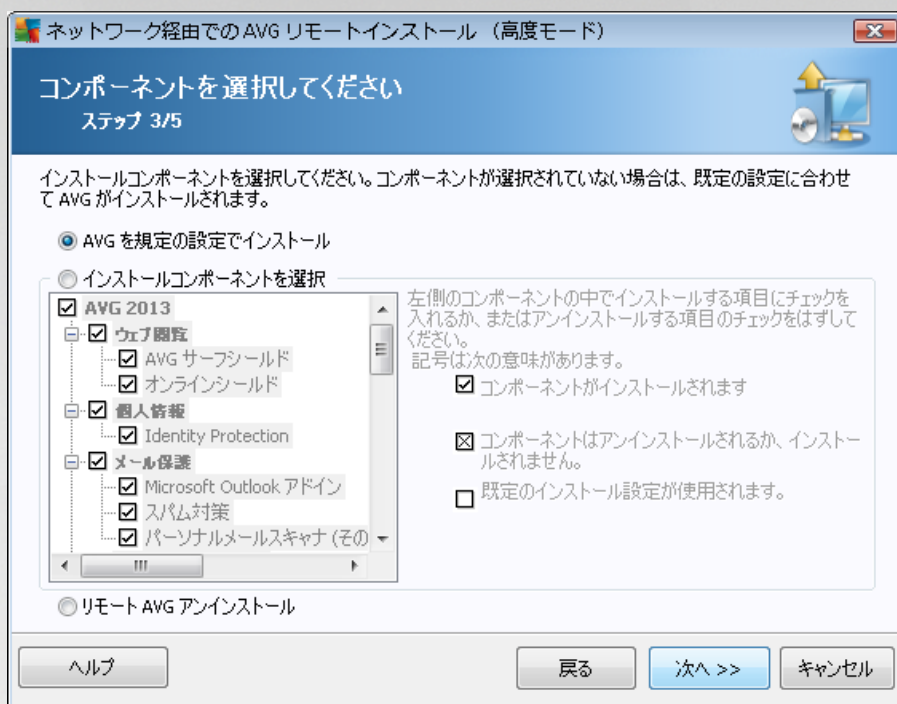 ネットワーク経由での AVG リモートインストール （高度モード）
コンポーネントを選択してください
ステップ 3/5
インストールコンポーネントを選択してください。コンポーネントが選択されていない場合は、既定の設定に合わせ
て AVG がインストールされます。
AVG を規定の設定でインストール
インストールコンポーネントを選択
AVG 2013
ウェブ閲覧
AVG サーフシールド
オンラインシールド
個人情報
Identity Protection
メール保護
Microsoft Outlook アドイン
スパム対策
パーソナルメールスキャナ (その
左側のコンポーネントの中でインストールする項目にチェックを
入れるか、またはアンインストールする項目のチェックをはずして
ください。
記号は次の意味があります。
コンポーネントがインストールされます
コンポーネントはアンインストールされるか、インストー
ルされません。
既定のインストール設定が使用されます。
リモート AVG アンインストール
ヘルプ
戻る
次へ >>
キャンセル